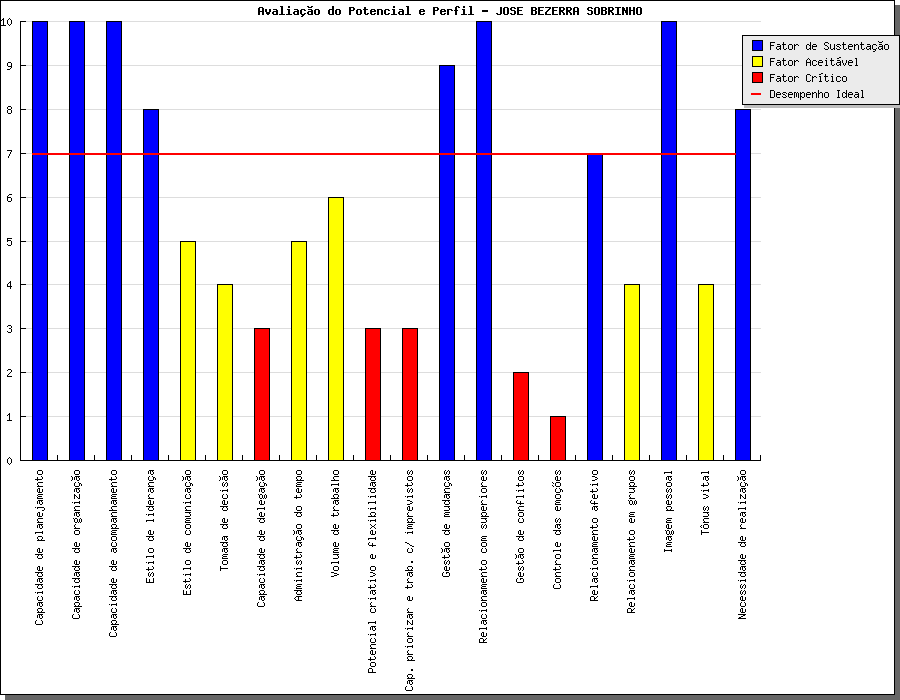 Avaliação do Potencial e Perfil - JOSE BEZERRA SOBRINHO
10
9
8
7
6
5
4
3
2
1
0
Fator de Sustentação
Fator Aceitável
Fator Crítico
Desempenho Ideal
Capacidade de planejamento
Capacidade de organização
Capacidade de acompanhamento
Estilo de liderança
Estilo de comunicação
Tomada de decisão
Capacidade de delegação
Administração do tempo
Volume de trabalho
Potencial criativo e flexibilidade
Cap. priorizar e trab. c/ imprevistos
Gestão de mudanças
Relacionamento com superiores
Gestão de conflitos
Controle das emoções
Relacionamento afetivo
Relacionamento em grupos
Imagem pessoal
Tônus vital
Necessidade de realização